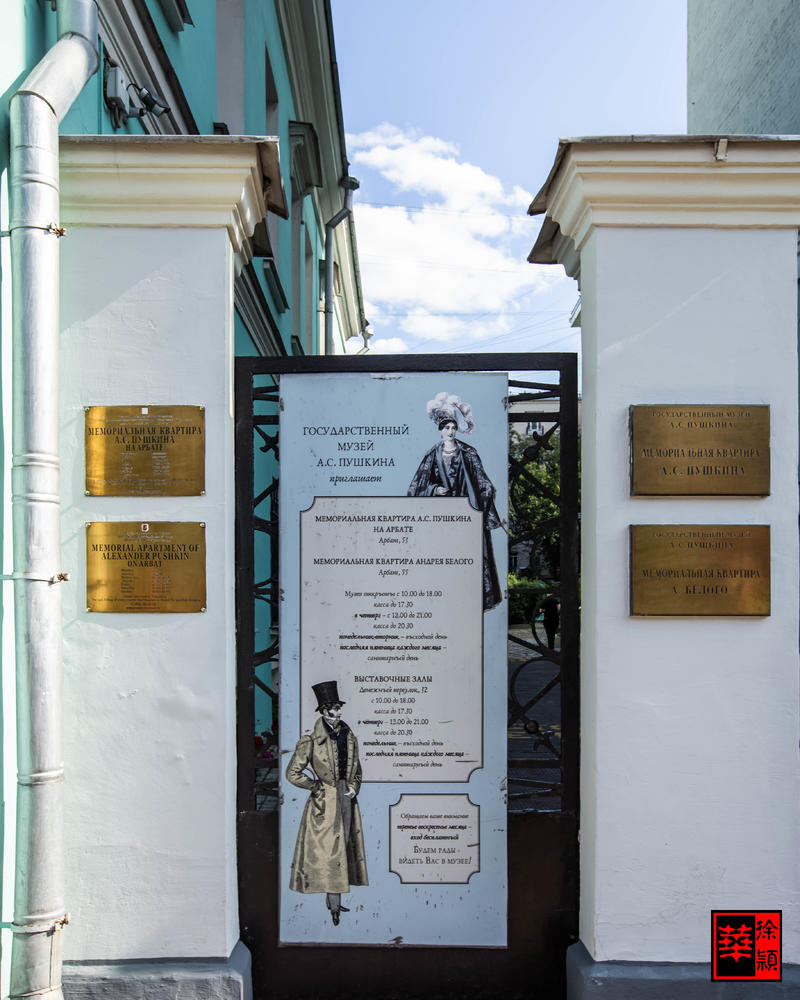 МЕМОРИАЛЬНАЯ КВАРТИРА
А.С. ПУШКИНА
НА АРБАТЕ
MEMORIAL APARTMENT OF
ALEXANDER PUSHKIN
ON ARBAT
ГОСУДАРСТВЕННЫЙ
МУЗЕЙ
А.С. ПУШКИНА
приглашает
МЕМОРИАЛЬНАЯ КВАРТИРА А.С. ПУШКИНА
НА АРБАТЕ
Арбат, 53
МЕМОРИАЛЬНАЯ КВАРТИРА АНДРЕЯ БЕЛОГО
Арбат, 55
Музеи открыты с 10.00 до 18.00
касса до 17.30
в четверг – с 12.00 до 21.00
касса до 20.30
понедельник-вторник – выходной день
последняя пятница каждого месяца –
санитарный день
ВЫСТАВОЧНЫЕ ЗАЛЫ
Денежный переулок, 32
с 10.00 до 18.00
касса до 17.30
в четверг – 12.00 до 21.00
касса до 20.30
понедельник – выходной день
последняя пятница каждого месяца –
санитарный день
Обращаем ваше внимание
третье воскресенье месяца –
вход бесплатный
БУДЕМ РАДЫ
ВИДЕТЬ ВАС В МУЗЕЕ!
ГОСУДАРСТВЕННЫЙ МУЗЕЙ
А.С. ПУШКИНА
МЕМОРИАЛЬНАЯ КВАРТИРА
А.С. ПУШКИНА
ГОСУДАРСТВЕННЫЙ МУЗЕЙ
А.С. ПУШКИНА
МЕМОРИАЛЬНАЯ КВАРТИРА
А. БЕЛОГО
徐穎華